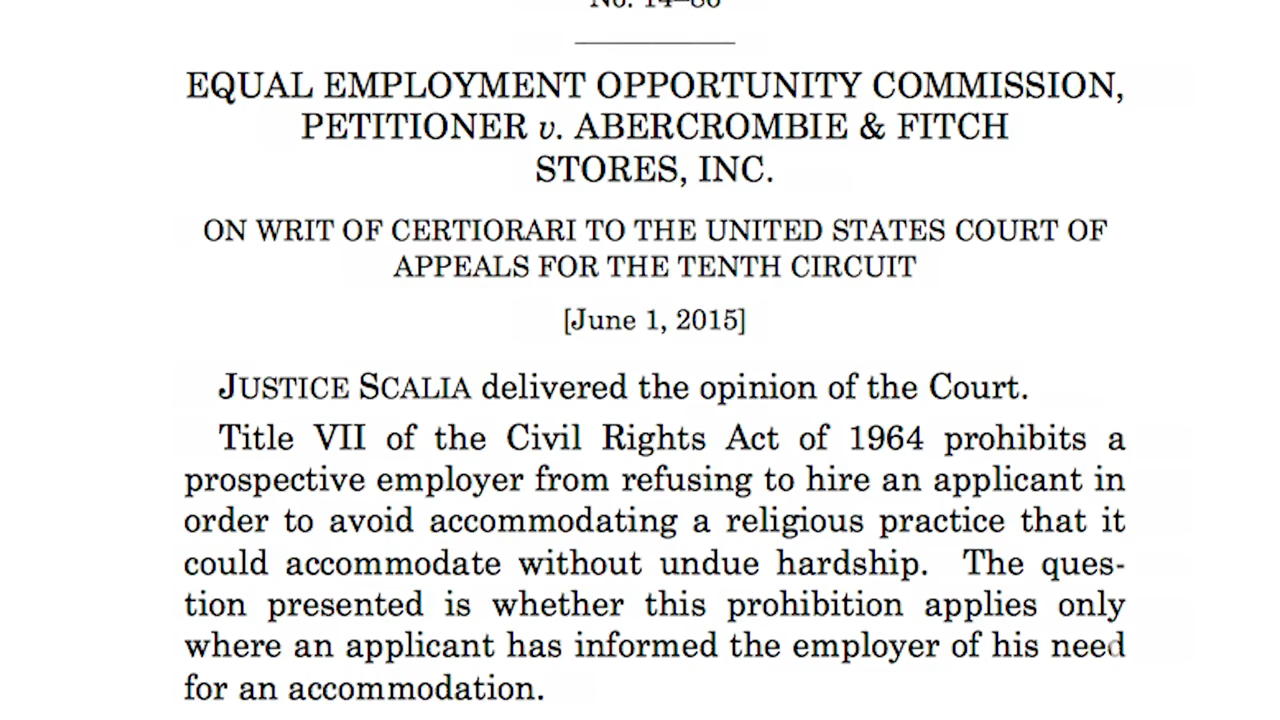 No. 14–86
EQUAL EMPLOYMENT OPPORTUNITY COMMISSION,
PETITIONER v. ABERCROMBIE & FITCH
STORES, INC.
ON WRIT OF CERTIORARI TO THE UNITED STATES COURT OF
APPEALS FOR THE TENTH CIRCUIT
[June 1, 2015]
JUSTICE SCALIA delivered the opinion of the Court.
Title VII of the Civil Rights Act of 1964 prohibits a
prospective employer from refusing to hire an applicant in
order to avoid accommodating a religious practice that it
could accommodate without undue hardship. The ques-
tion presented is whether this prohibition applies only
where an applicant has informed the employer of his need
for an accommodation.